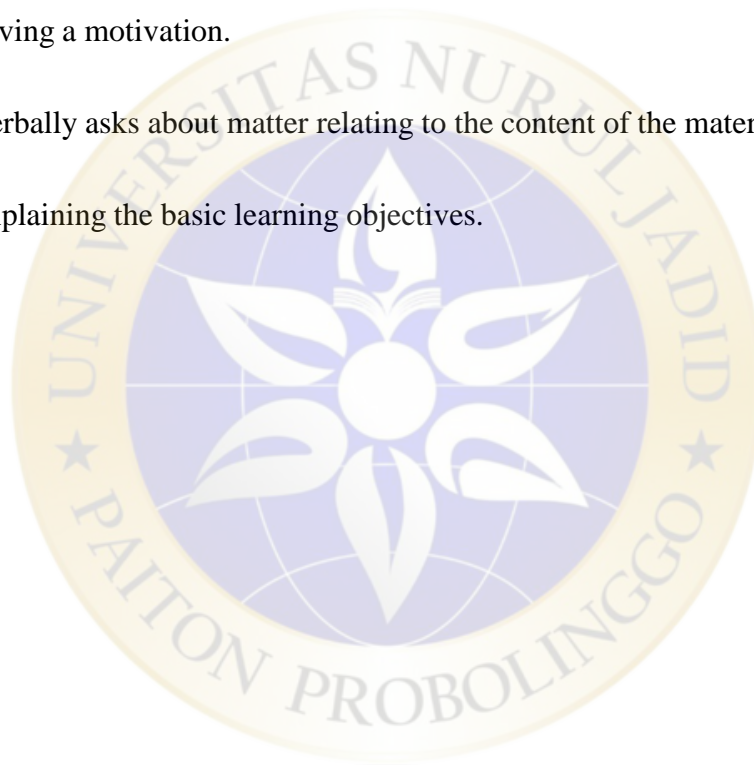 ving a motivation.
erbally asks about matter relating to the content of the mater
plaining the basic learning objectives.
UNIVERSITAS NURUL JADID
★ PAITON PROBOLINGGO ★